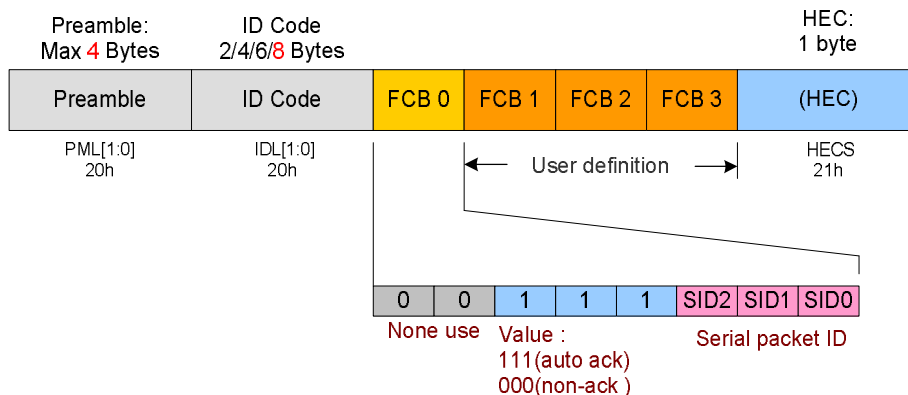 Preamble:
Max 4 Bytes
ID Code
2/4/6/8 Bytes
HEC:
1 byte
Preamble
ID Code
FCB 0
FCB 1
FCB 2
FCB 3
(HEC)
PML[1:0]
20h
IDL[1:0]
20h
User definition
HECS
21h
0
0
1
1
1
SID2
SID1
SID0
None use
Value :
111(auto ack)
000(non-ack )
Serial packet ID